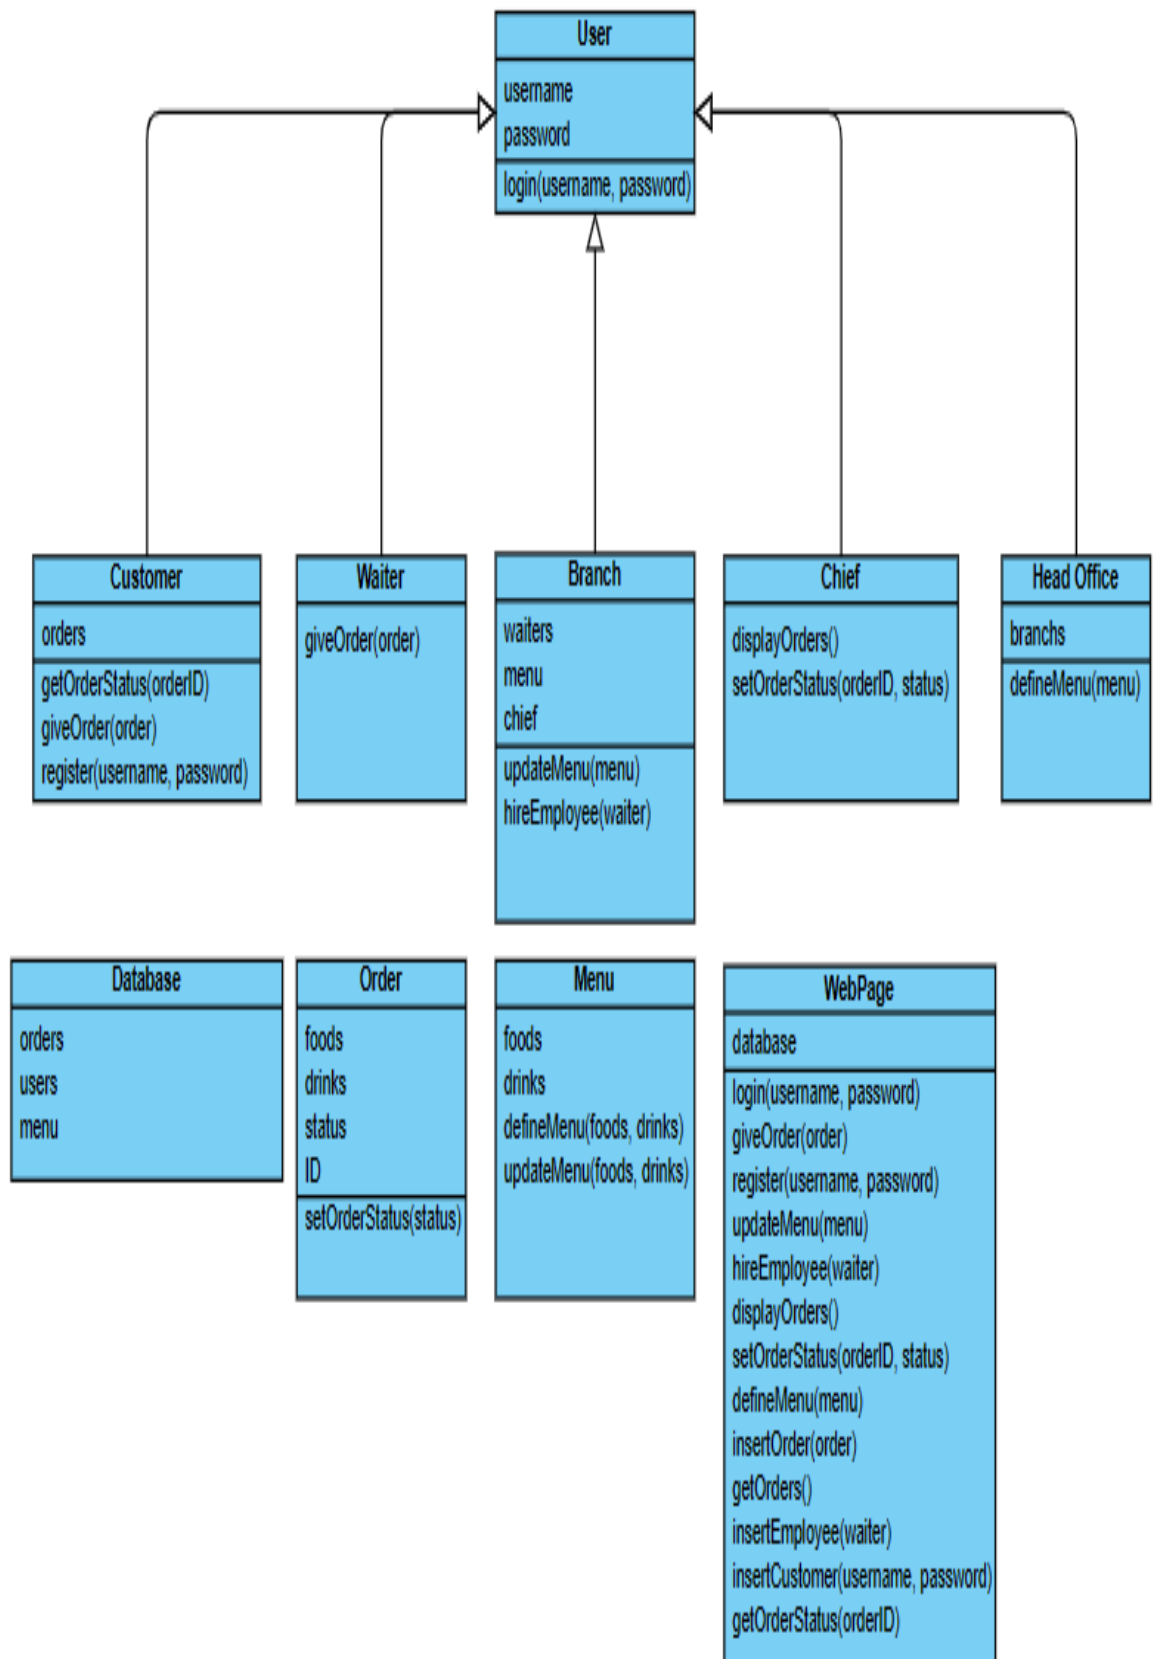 User
username
password
login(username, password)
Customer
orders
getOrderStatus(orderID)
giveOrder(order)
register(username, password)
Waiter
giveOrder(order)
Branch
waiters
menu
chief
updateMenu(menu)
hireEmployee(waiter)
Chief
displayOrders()
setOrderStatus(orderID, status)
Head Office
branchs
defineMenu(menu)
Database
orders
users
menu
Order
foods
drinks
status
ID
setOrderStatus(status)
Menu
foods
drinks
defineMenu(foods, drinks)
updateMenu(foods, drinks)
WebPage
database
login(username, password)
giveOrder(order)
register(username, password)
updateMenu(menu)
hireEmployee(waiter)
displayOrders()
setOrderStatus(orderID, status)
defineMenu(menu)
insertOrder(order)
getOrders()
insertEmployee(waiter)
insertCustomer(username, password)
getOrderStatus(orderID)